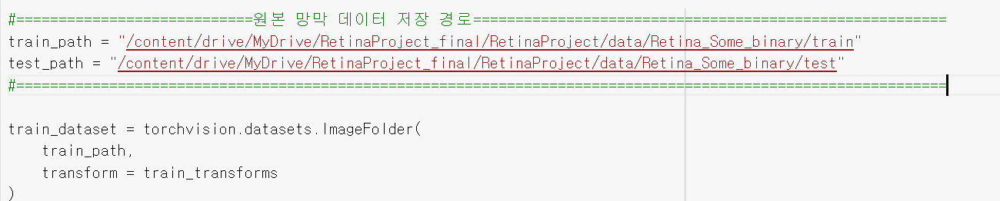 #============================원본 망막 데이터 저장 경로========================================================
train_path = "/content/drive/MyDrive/RetinaProject_final/RetinaProject/data/Retina_Some_binary/train"
test_path = "/content/drive/MyDrive/RetinaProject_final/RetinaProject/data/Retina_Some_binary/test"
#==============================================================================================================
train_dataset = torchvision.datasets.ImageFolder(
    train_path,
    transform = train_transforms
)